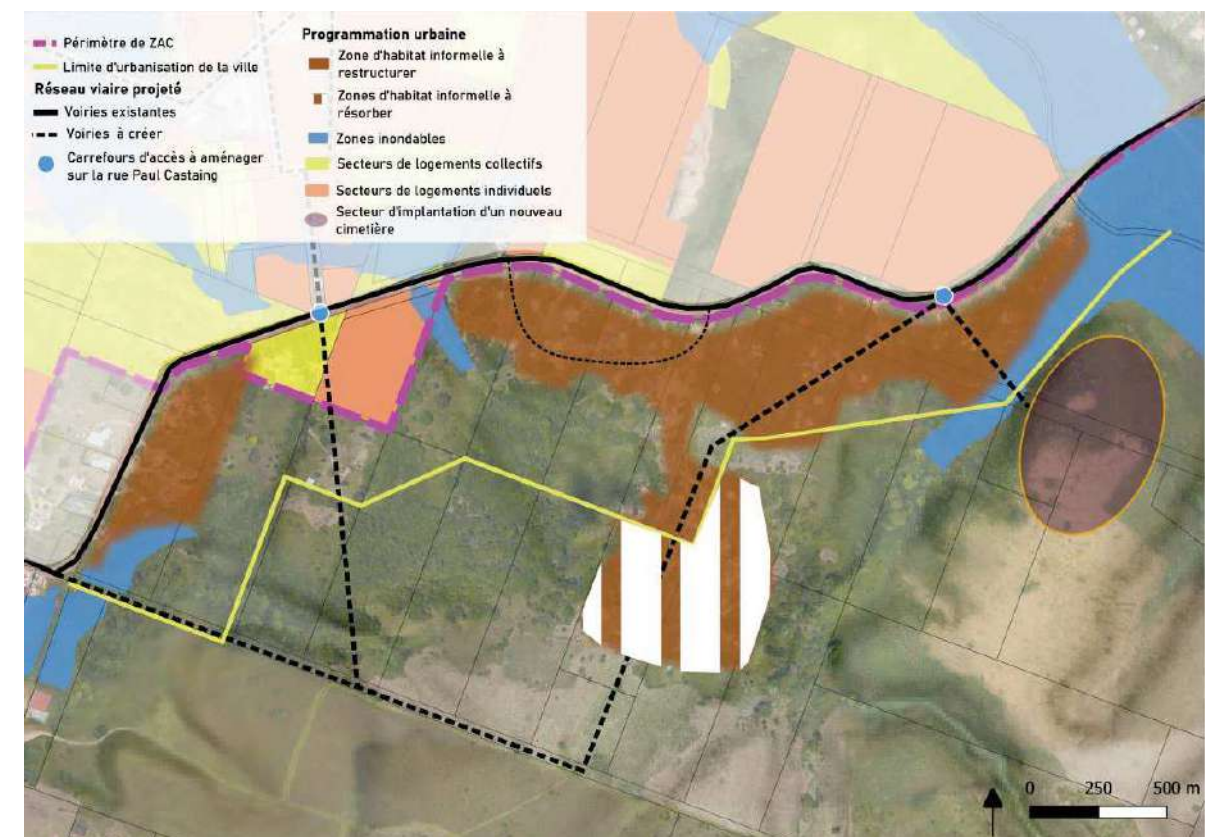 Périmètre de ZAC
Limite d'urbanisation de la ville
Réseau viaire projeté
Voiries existantes
Voiries à créer
Carrefours d'accès à aménager
sur la rue Paul Castaing
Programmation urbaine
Zone d'habitat informelle à
restructurer
Zones d'habitat informelle à
résorber
Zones inondables
Secteurs de logements collectifs
Secteurs de logements individuels
Secteur d'implantation d'un nouveau
cimetière
0 250 500 m